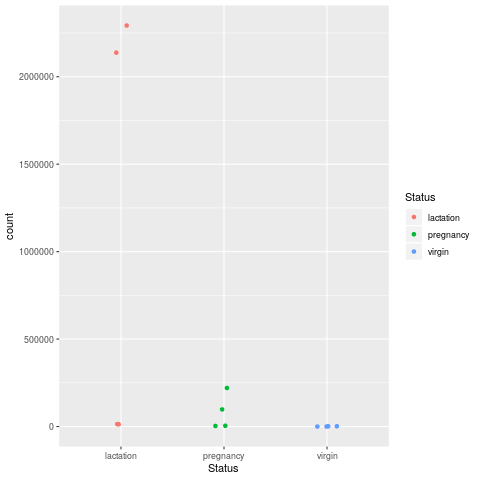 count
2000000
1500000
1000000
500000
0
lactation
pregnancy
virgin
Status
Status
lactation
pregnancy
virgin